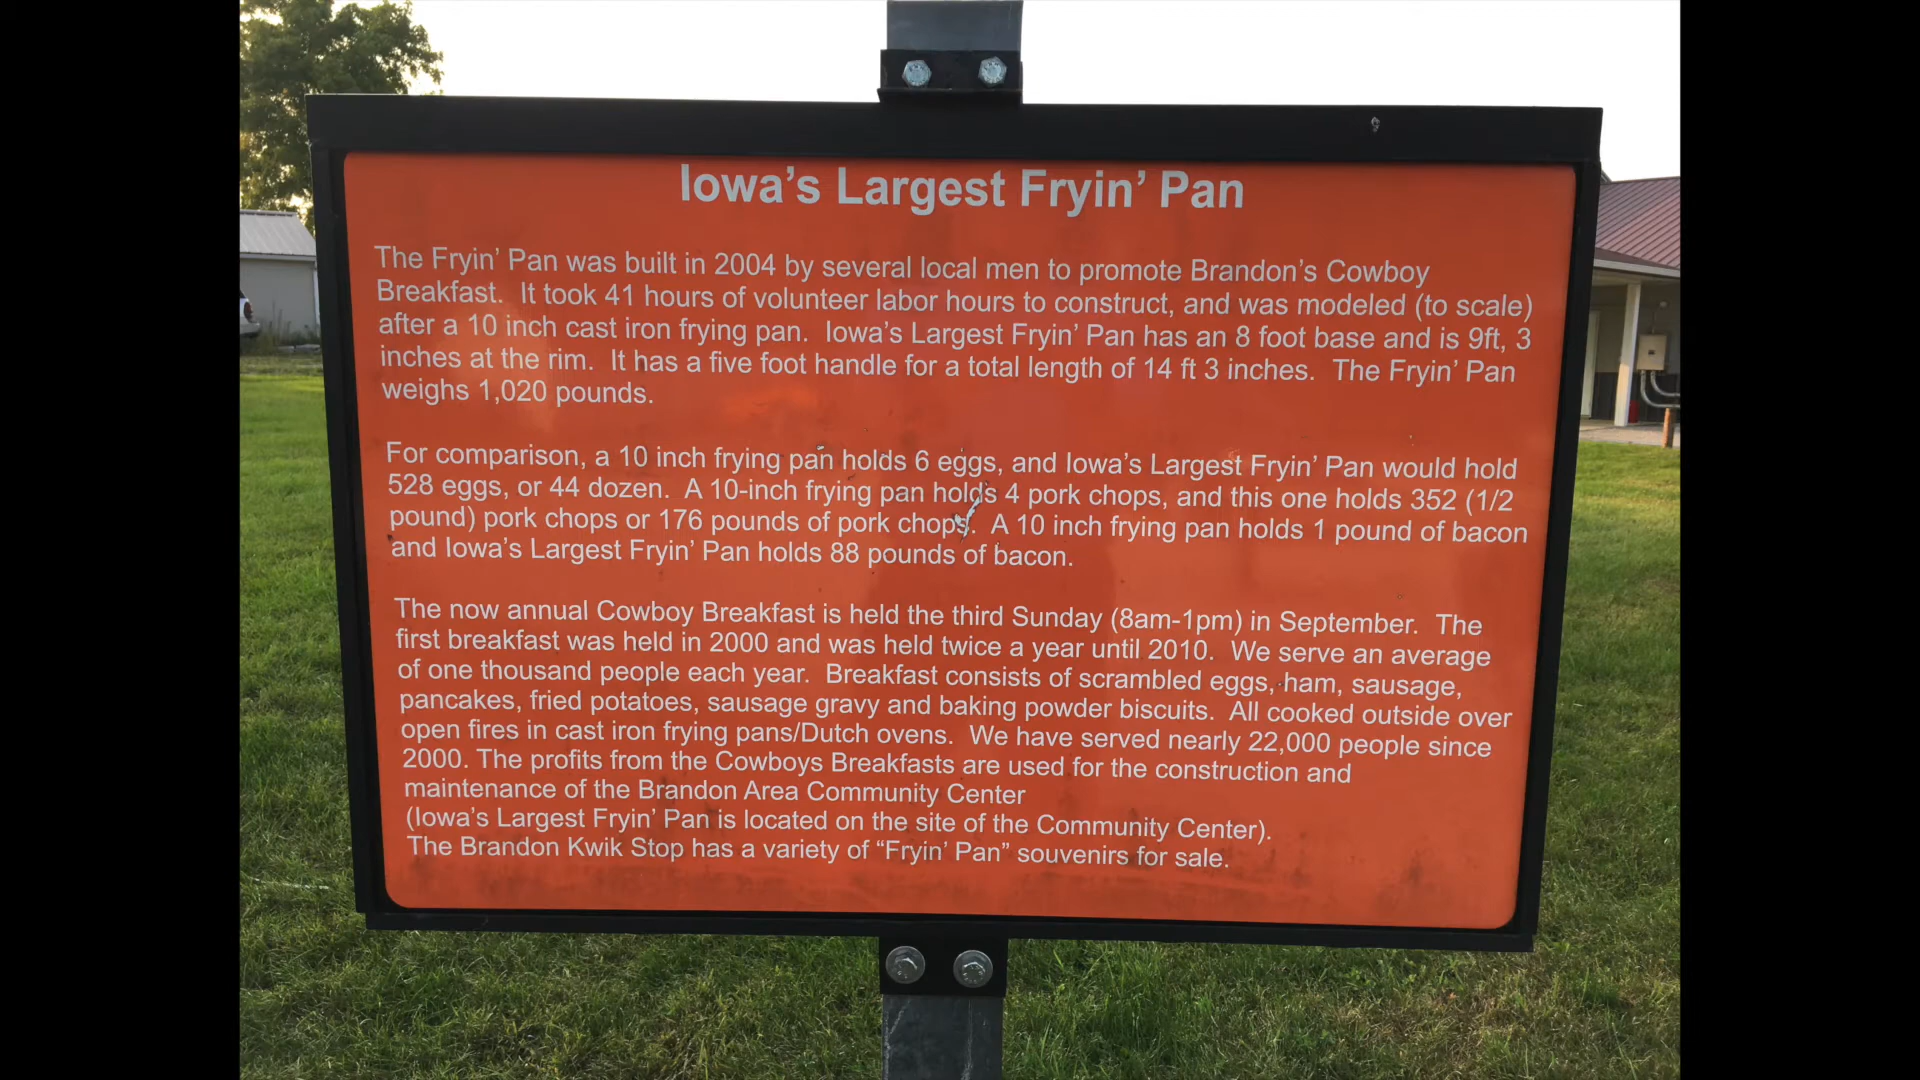 Iowa's Largest Fryin' Pan
The Fryin' Pan was built in 2004 by several local men to promote Brandon's Cowboy
Breakfast. It took 41 hours of volunteer labor hours to construct, and was modeled (to scale)
after a 10 inch cast iron frying pan. Iowa's Largest Fryin' Pan has an 8 foot base and is 9ft, 3
inches at the rim. It has a five foot handle for a total length of 14 ft 3 inches. The Fryin' Pan
weighs 1,020 pounds.
For comparison, a 10 inch frying pan holds 6 eggs, and Iowa's Largest Fryin' Pan would hold
528 eggs, or 44 dozen. A 10-inch frying pan holds 4 pork chops, and this one holds 352 (1/2
pound) pork chops or 176 pounds of pork chops. A 10 inch frying pan holds 1 pound of bacon
and Iowa's Largest Fryin' Pan holds 88 pounds of bacon.
The now annual Cowboy Breakfast is held the third Sunday (8am-1pm) in September. The
first breakfast was held in 2000 and was held twice a year until 2010. We serve an average
of one thousand people each year. Breakfast consists of scrambled eggs, ham, sausage,
pancakes, fried potatoes, sausage gravy and baking powder biscuits. All cooked outside over
open fires in cast iron frying pans/Dutch ovens. We have served nearly 22,000 people since
2000. The profits from the Cowboys Breakfasts are used for the construction and
maintenance of the Brandon Area Community Center
(Iowa's Largest Fryin' Pan is located on the site of the Community Center).
The Brandon Kwik Stop has a variety of “Fryin' Pan” souvenirs for sale.